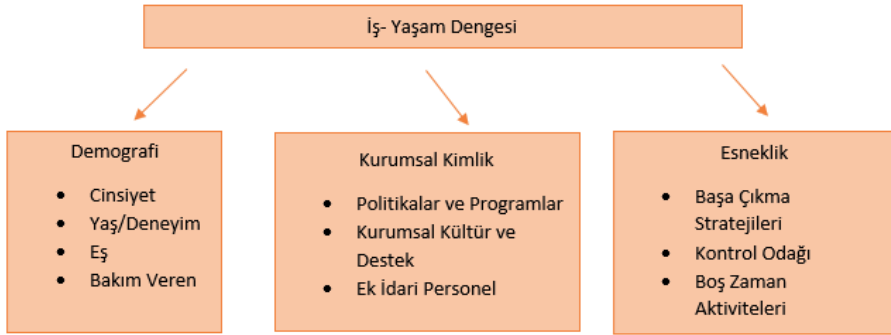 İş- Yaşam Dengesi
Demografi
• Cinsiyet
• Yaş/Deneyim
• Eş
• Bakım Veren
Kurumsal Kimlik
• Politikalar ve Programlar
• Kurumsal Kültür ve
Destek
• Ek İdari Personel
Esneklik
• Başa Çıkma
Stratejileri
• Kontrol Odağı
• Boş Zaman
Aktiviteleri